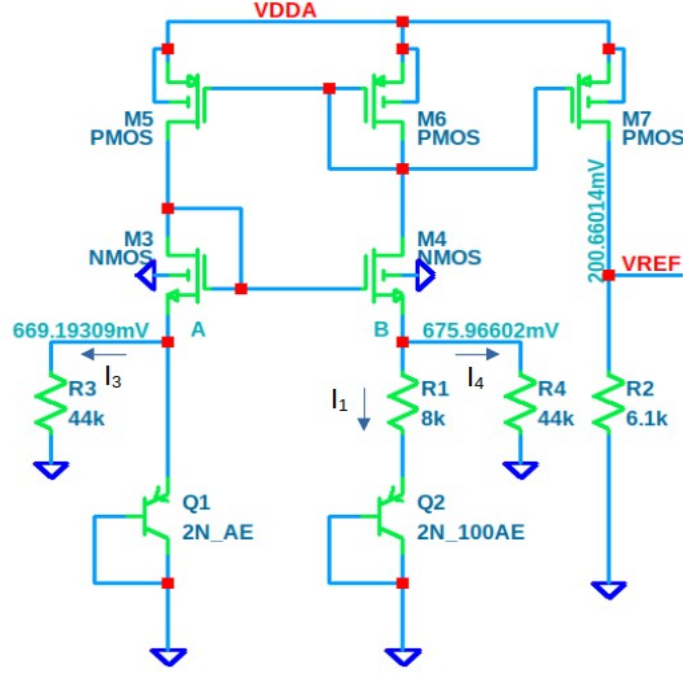 VDDA
M5
PMOS
M6
PMOS
M7
PMOS
200.66014mV
M3
NMOS
M4
NMOS
VREF
669.19309mV
A
B
675.96602mV
I3
I1
I4
R3
44k
R1
8k
R4
44k
R2
6.1k
Q1
2N_AE
Q2
2N_100AE